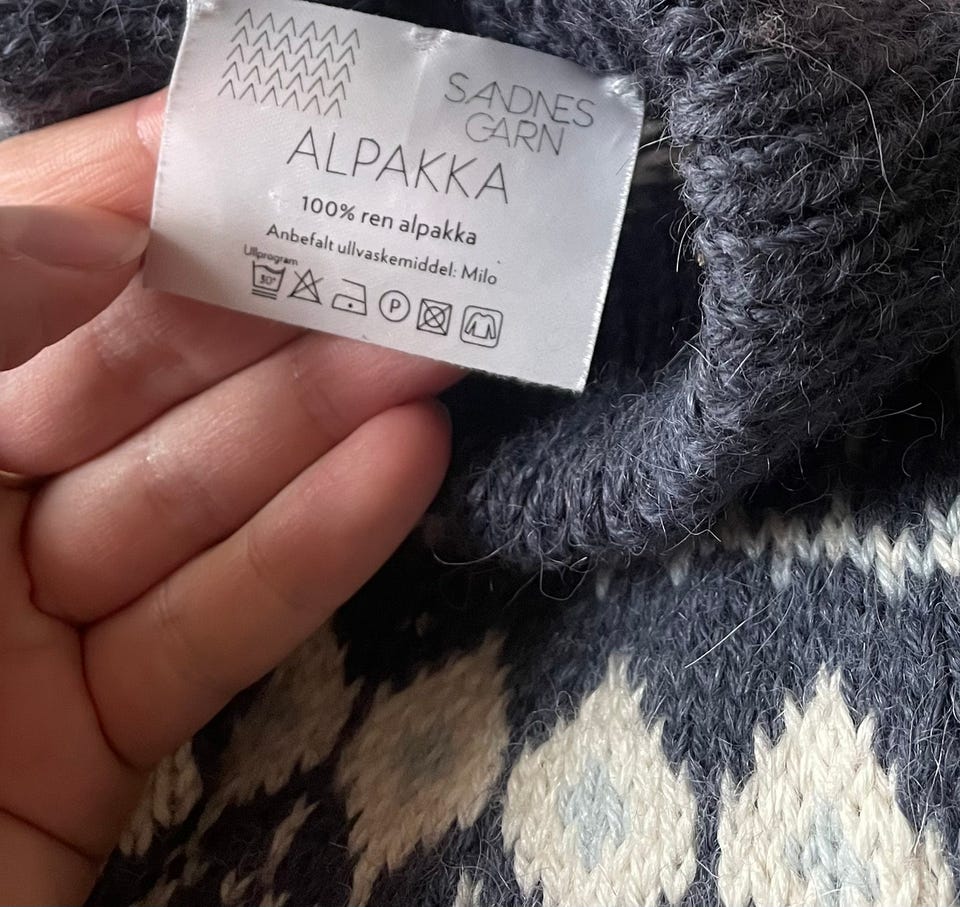 SANDNES
GARN
ALPAKKA
100% ren alpakka
Anbefalt ullvaskemiddel: Milo
Ullprogram
30°
P